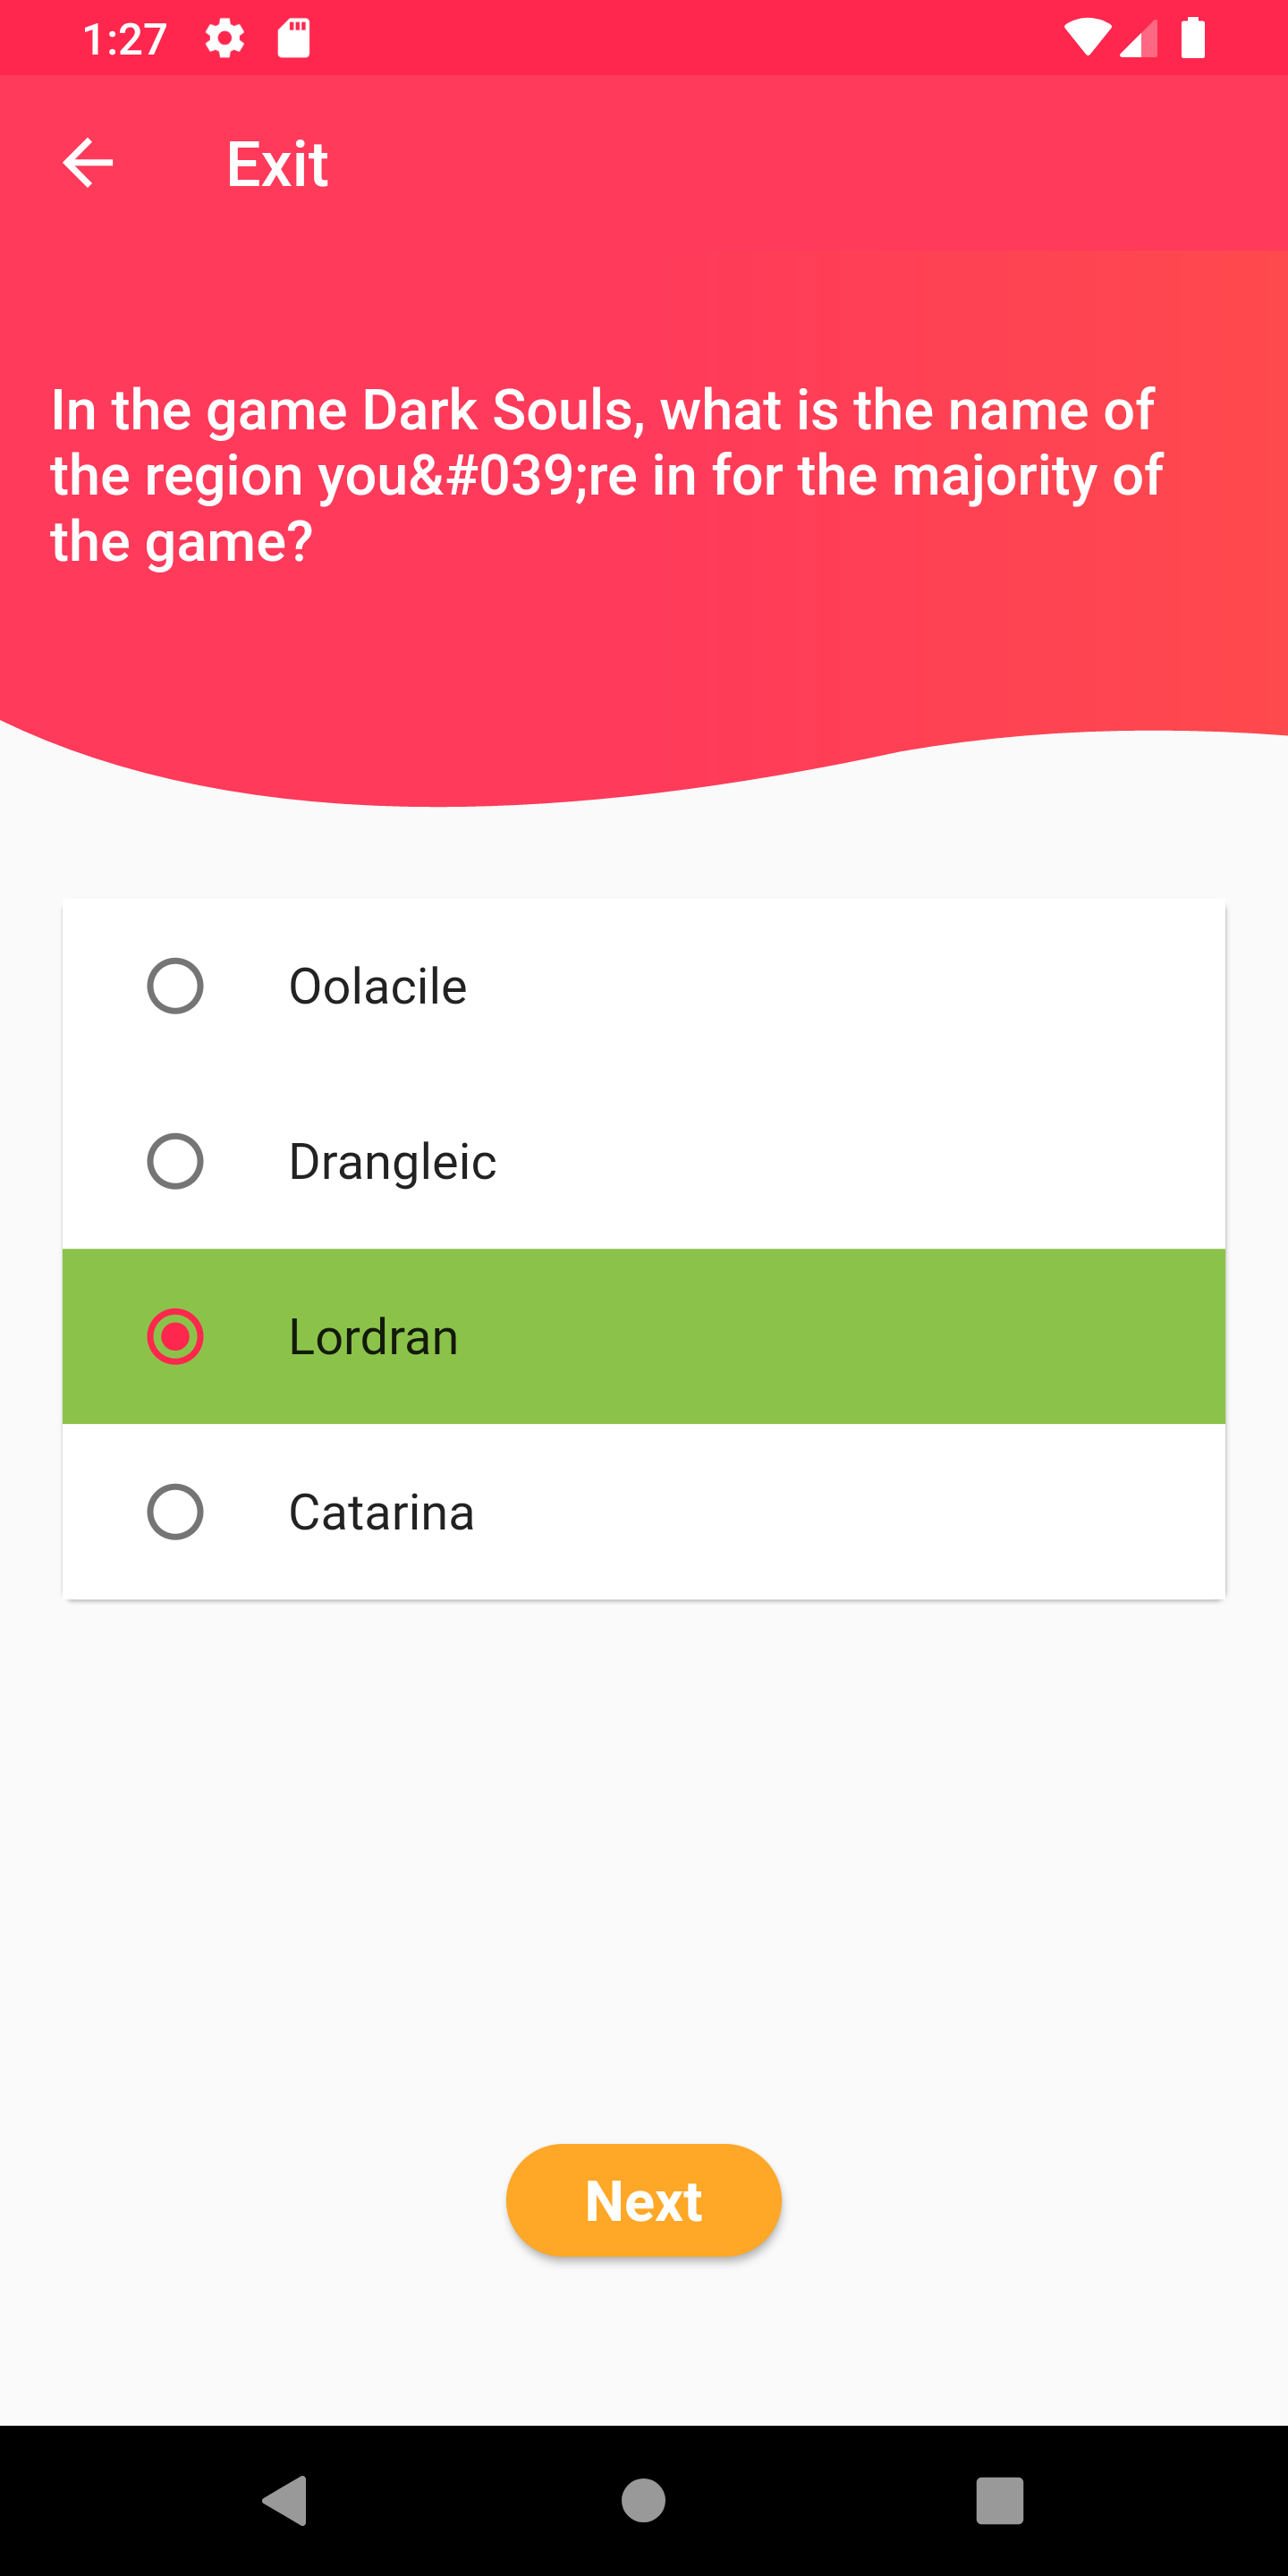 1:27
Exit
In the game Dark Souls, what is the name of
the region you&#039;re in for the majority of
the game?
Oolacile
Drangleic
Lordran
Catarina
Next